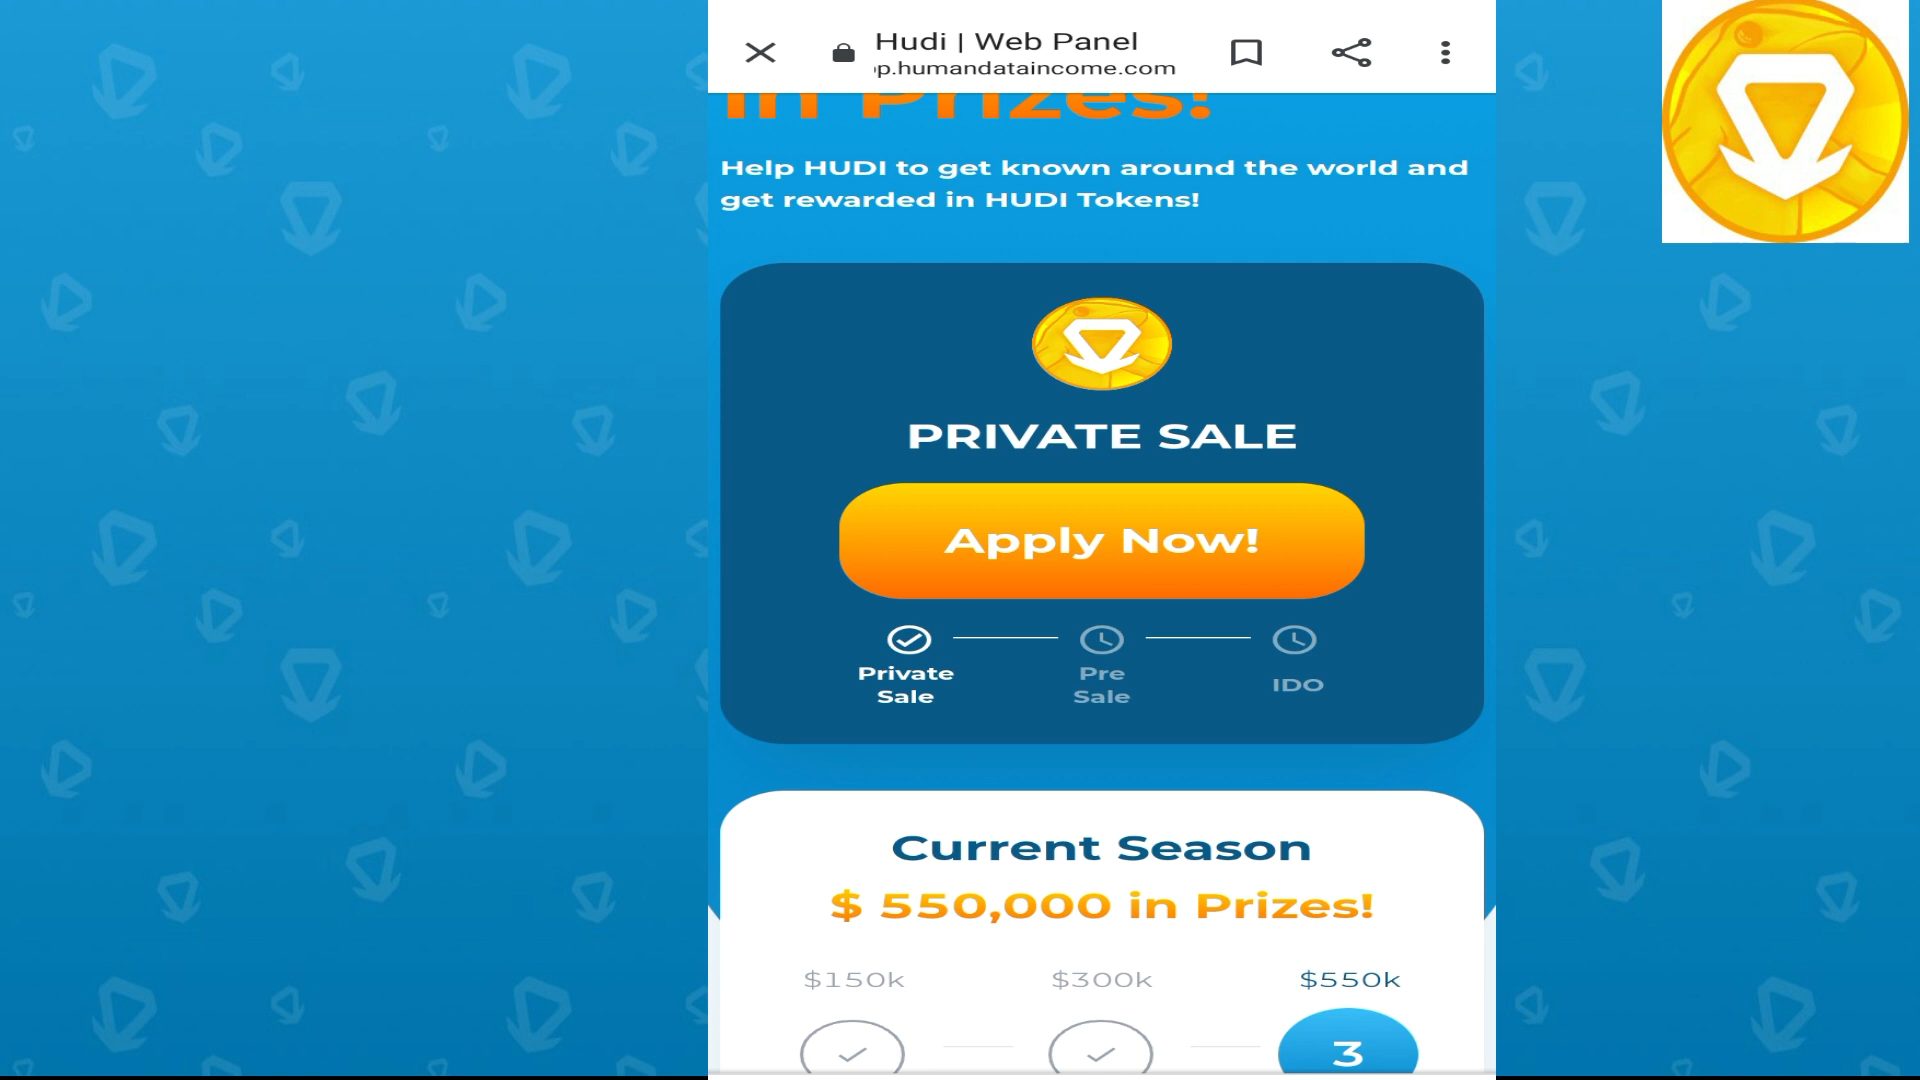 Hudi | Web Panel
p.humandataincome.com
in Prizes!
Help HUDI to get known around the world and
get rewarded in HUDI Tokens!
PRIVATE SALE
Apply Now!
Private
Sale
Pre
Sale
IDO
Current Season
$ 550,000 in Prizes!
$150k
$300k
$550k
3